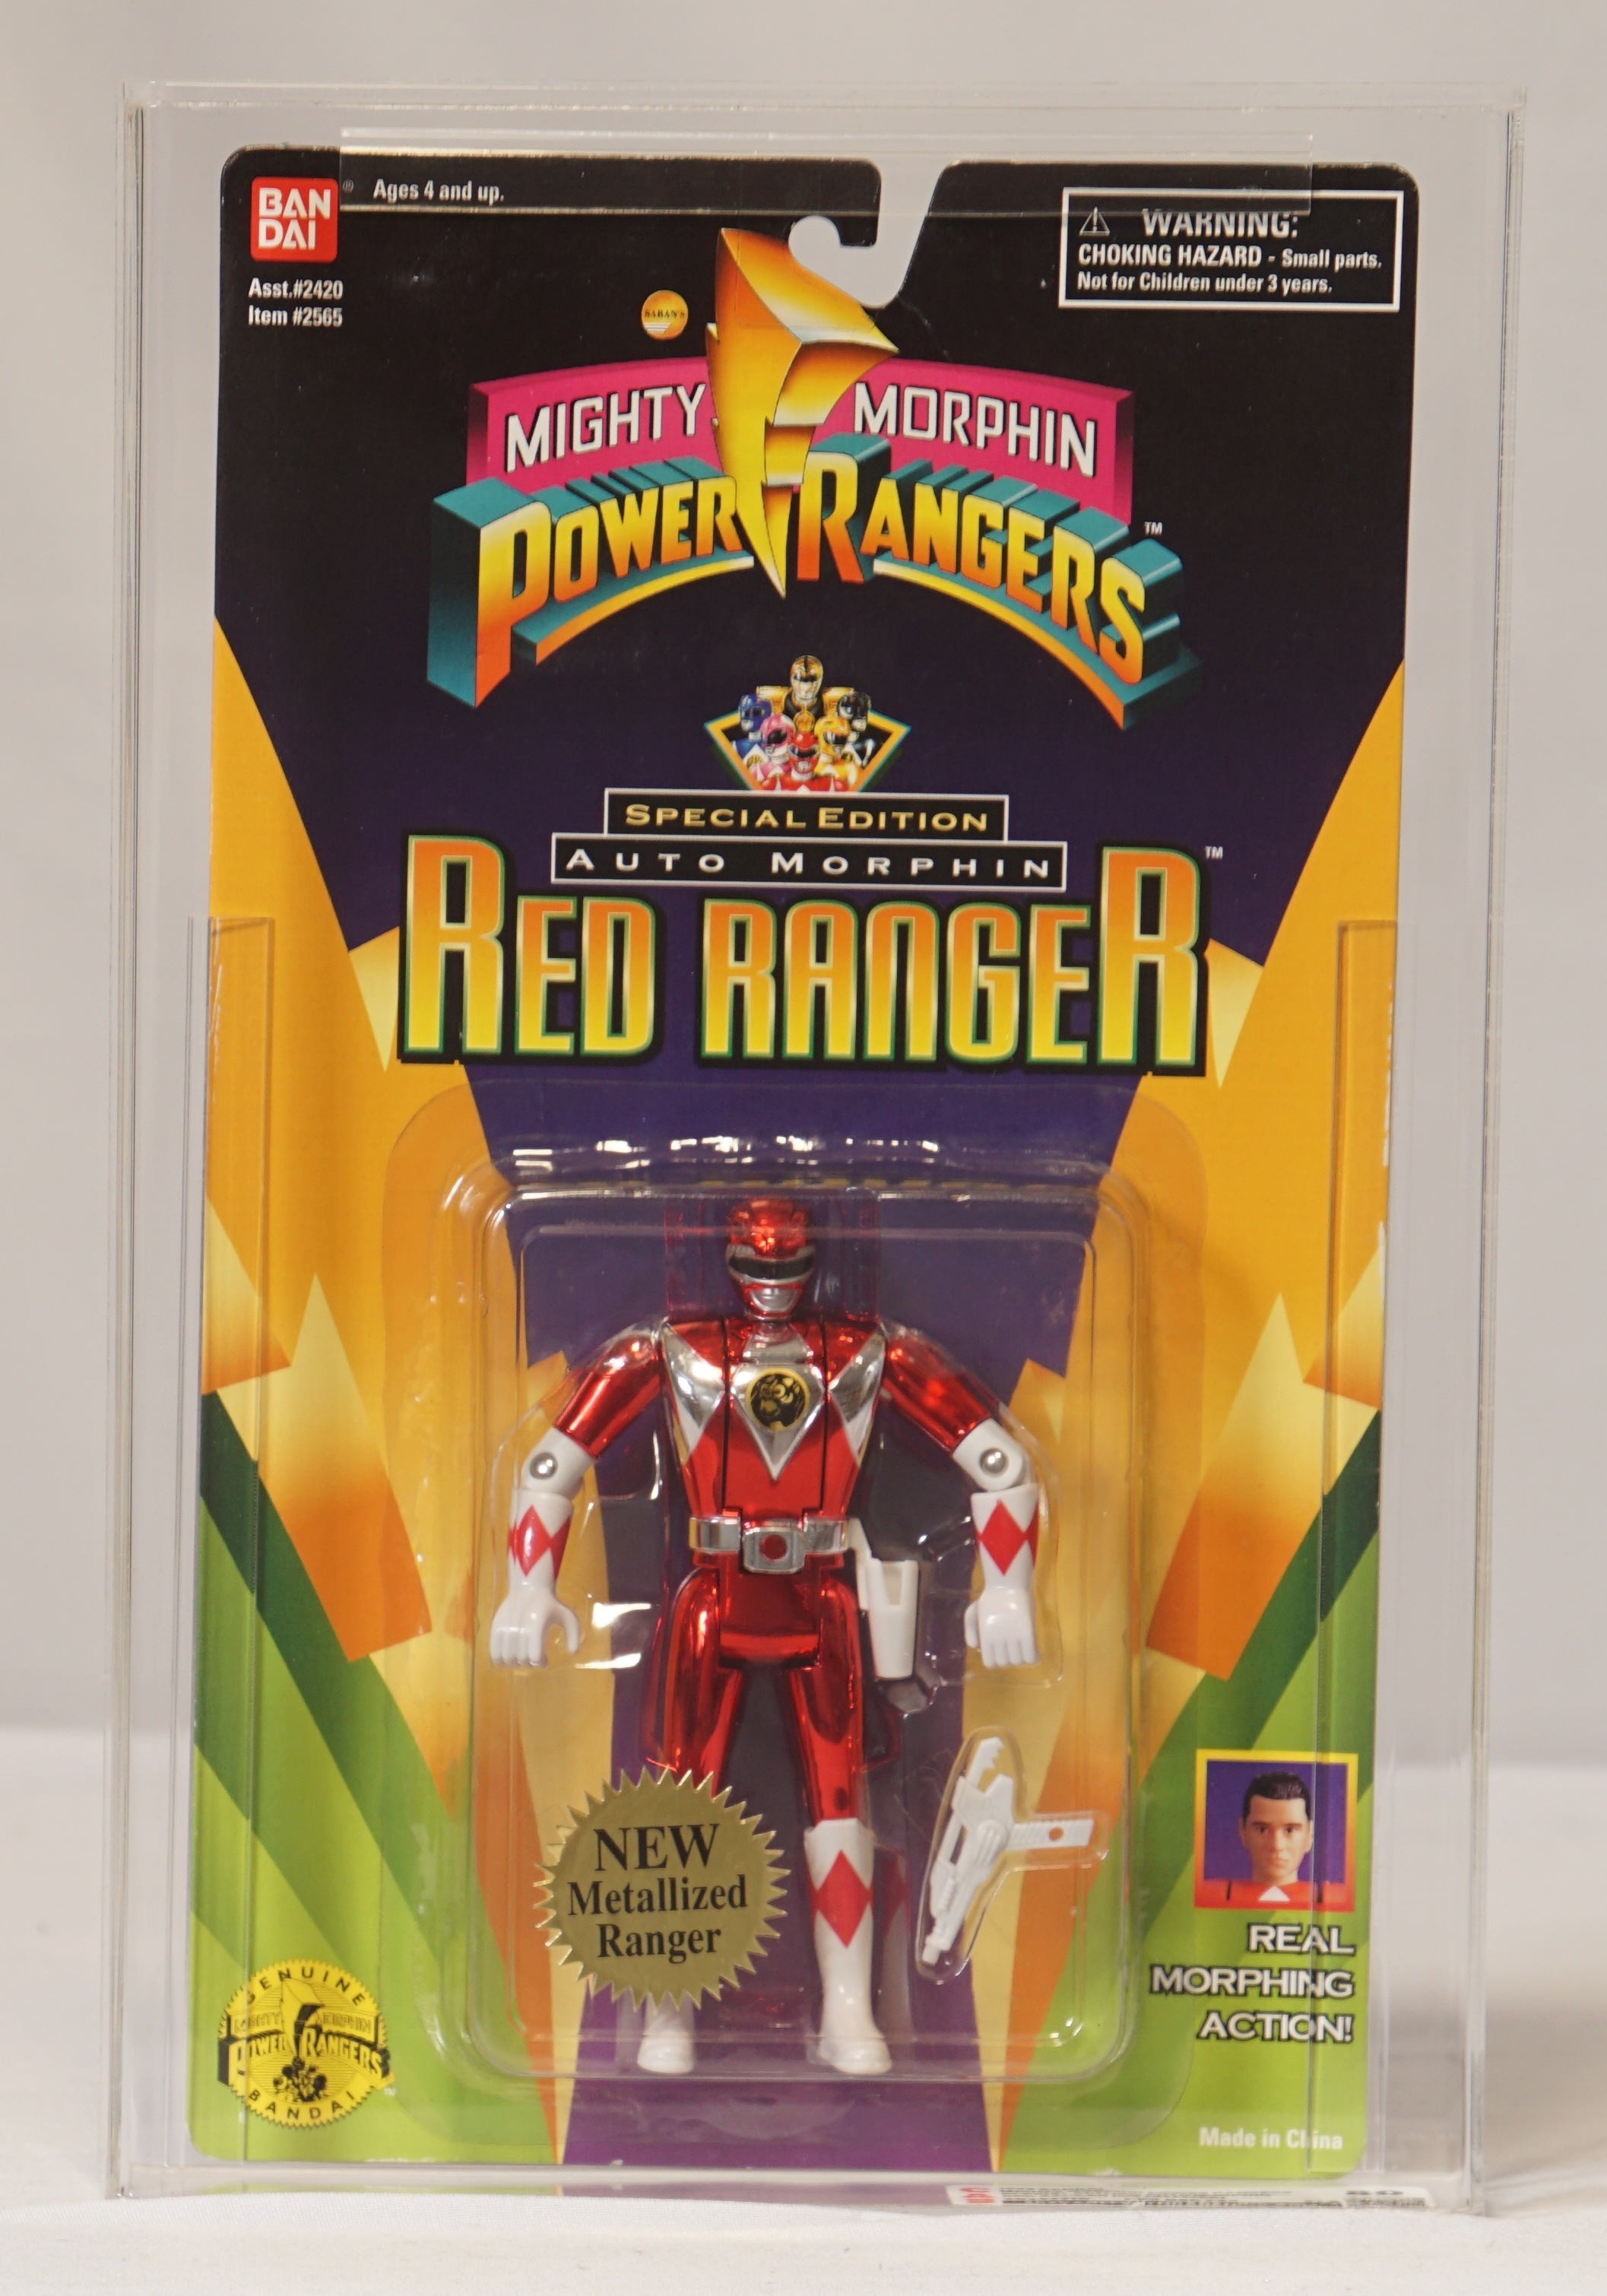 BAN
DAI
®
Ages 4 and up.
Asst.#2420
Item #2565
⚠ WARNING:
CHOKING HAZARD - Small parts.
Not for Children under 3 years.
SABAN'S
MIGHTY MORPHIN
POWER RANGERS
TM
SPECIAL EDITION
AUTO MORPHIN
RED RANGER
TM
NEW
Metallized
Ranger
REAL
MORPHING
ACTION!
GENUINE
MIGHTY MORPHIN
POWER RANGERS
BANDAI
Made in China